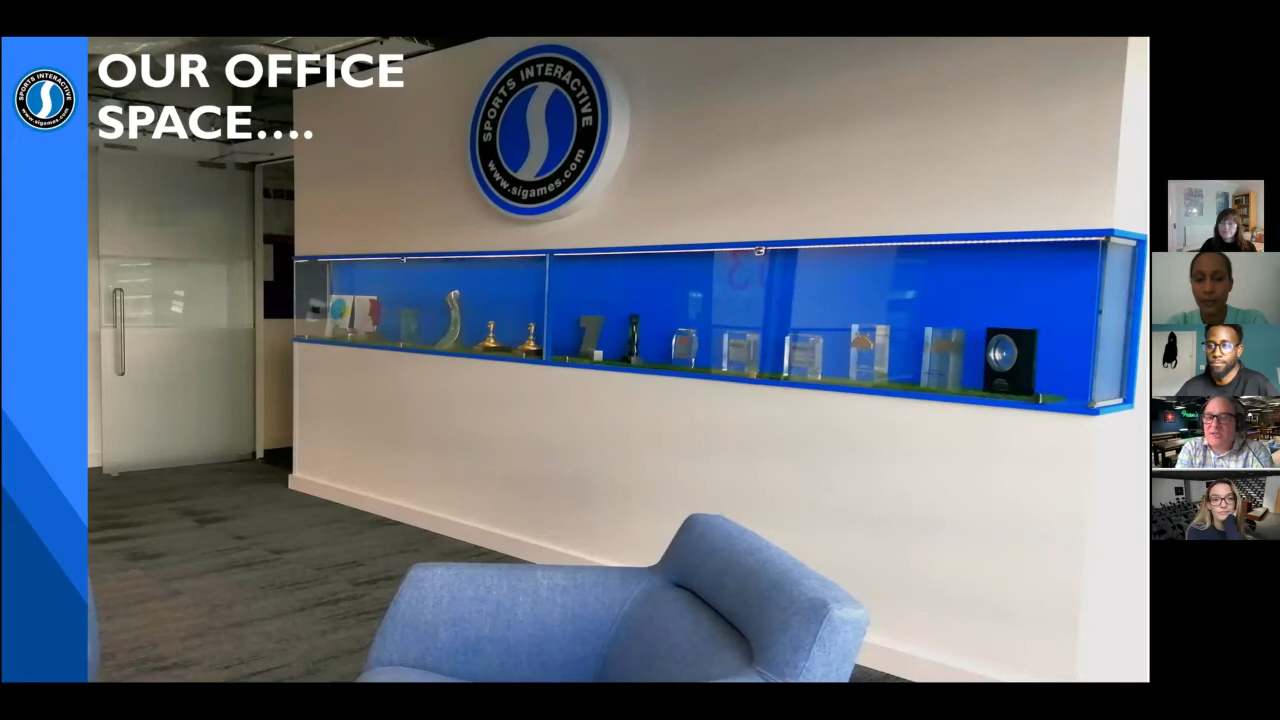 OUR OFFICE
SPACE....
SPORTS INTERACTIVE
www.sigames.com
SPORTS INTERACTIVE
www.sigames.com